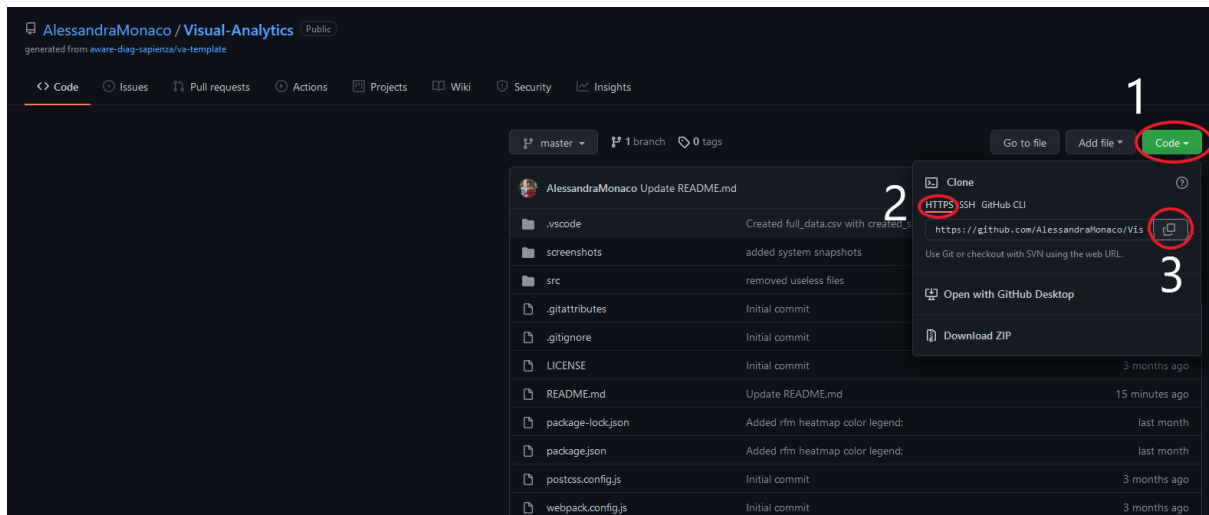 AlessandraMonaco / Visual-Analytics Public
generated from aware-diag-sapienza/va-template
<> Code Issues Pull requests Actions Projects Wiki Security Insights
1
master 1 branch 0 tags Go to file Add file Code
AlessandraMonaco Update README.md
2
Clone
HTTPS SSH GitHub CLI
https://github.com/AlessandraMonaco/Vis
Use Git or checkout with SVN using the web URL.
3
Open with GitHub Desktop
Download ZIP
.vscode Created full_data.csv with created_s
screenshots added system snapshots
src removed useless files
.gitattributes Initial commit
.gitignore Initial commit
LICENSE Initial commit 3 months ago
README.md Update README.md 15 minutes ago
package-lock.json Added rfm heatmap color legend; last month
package.json Added rfm heatmap color legend; last month
postcss.config.js Initial commit 3 months ago
webpack.config.js Initial commit 3 months ago